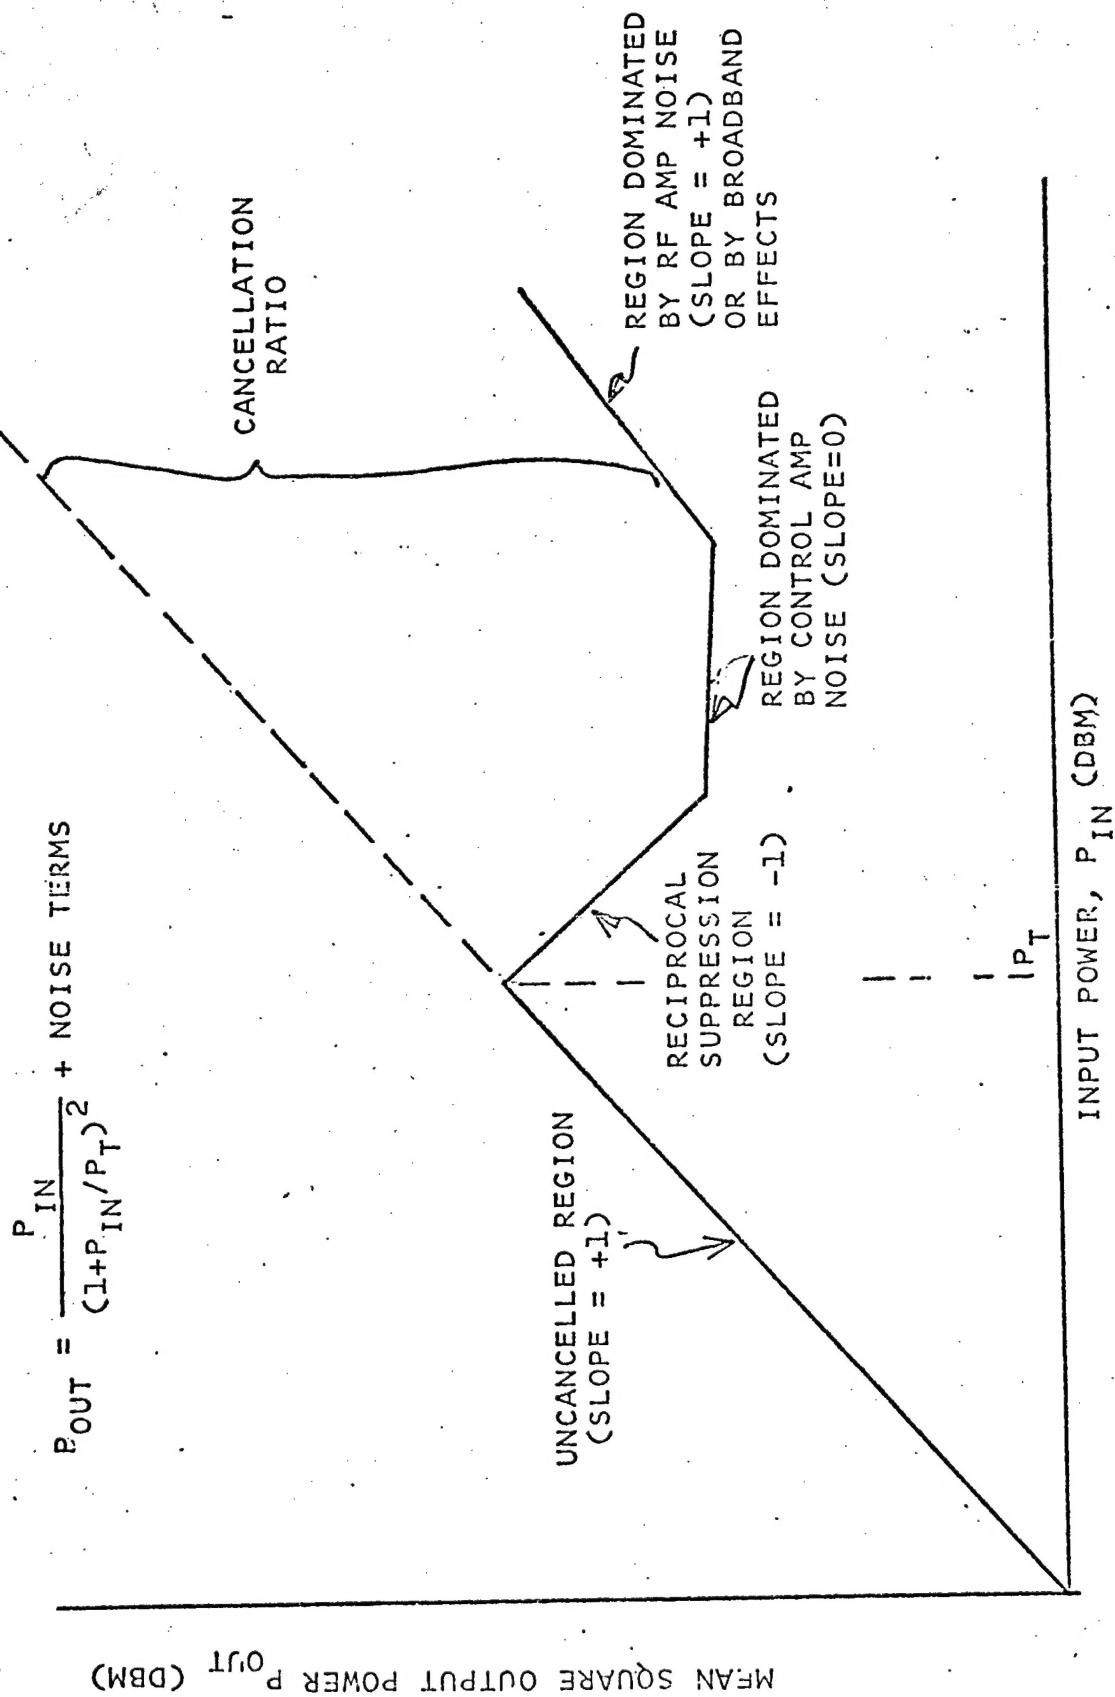 P_OUT = P_IN / (1+P_IN/P_T)^2 + NOISE TERMS
CANCELLATION
RATIO
UNCANCELLED REGION
(SLOPE = +1)
RECIPROCAL
SUPPRESSION
REGION
(SLOPE = -1)
REGION DOMINATED
BY CONTROL AMP
NOISE (SLOPE=0)
REGION DOMINATED
BY RF AMP NOISE
(SLOPE = +1)
OR BY BROADBAND
EFFECTS
P_T
INPUT POWER, P_IN (DBM)
MEAN SQUARE OUTPUT POWER P_OUT (DBM)